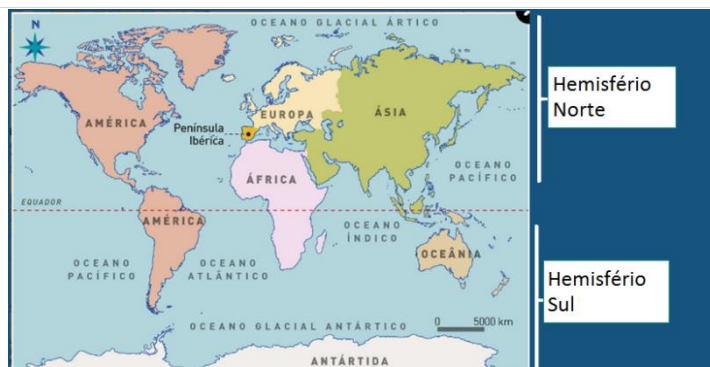 N
OCEANO GLACIAL ÁRTICO
AMÉRICA
EUROPA
ÁSIA
Península
Ibérica
OCEANO
PACÍFICO
ÁFRICA
EQUADOR
AMÉRICA
OCEANO
ÍNDICO
OCEANO
PACÍFICO
OCEANO
ATLÂNTICO
OCEÂNIA
OCEANO GLACIAL ANTÁRTICO
0 5000 km
ANTÁRTIDA
Hemisfério
Norte
Hemisfério
Sul